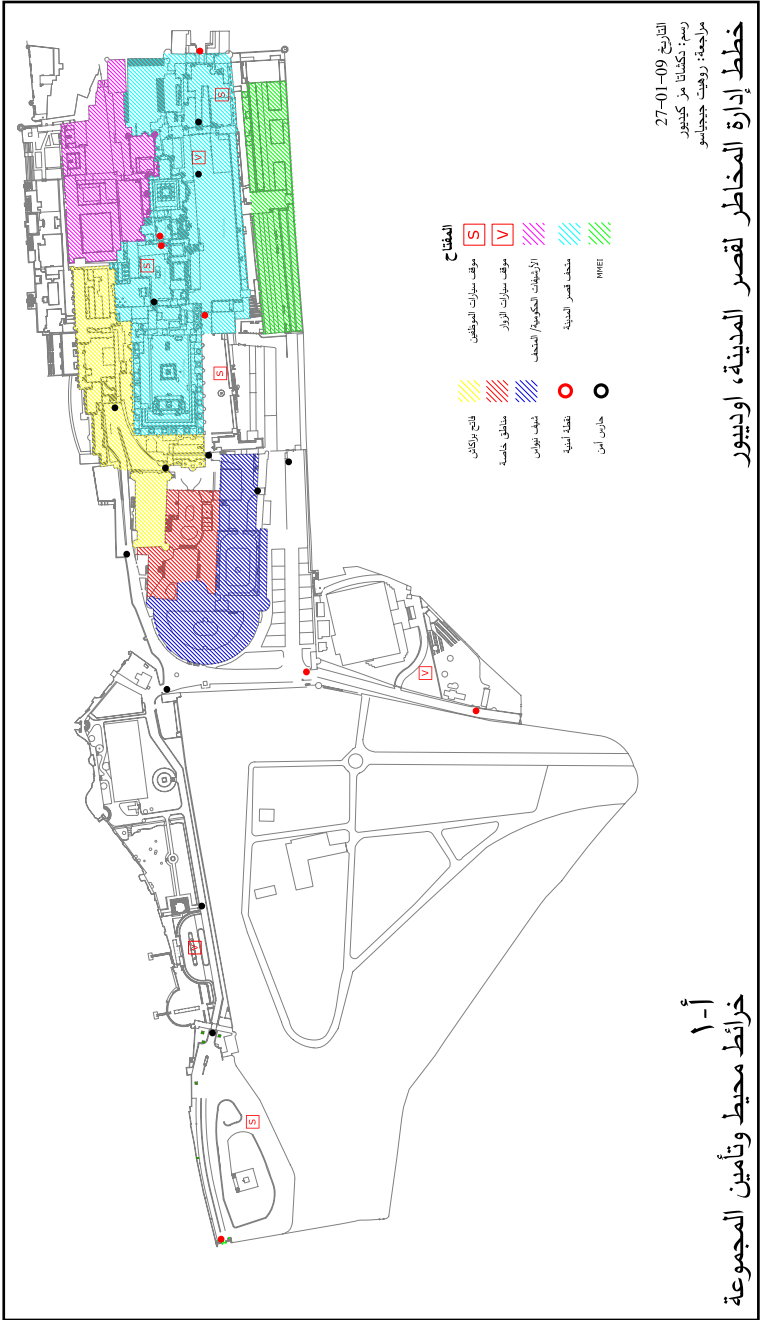 خطط إدارة المخاطر لقصر المدينة، اوديبور
مراجعة: روهيت جيجياسو
رسم: دكشاتا مز كيديور
التاريخ 09-01-27
المفتاح
S موقف سيارات الموظفين
V موقف سيارات الزوار
الأرشيفات الحكومية/ المتحف
متحف قصر المدينة
MMEI
فاتح براكاش
مناطق خاصة
شيف نيواس
نقطة أمنية
حارس أمن
S
V
S
S
V
V
S
أ-١
خرائط محيط وتأمين المجموعة